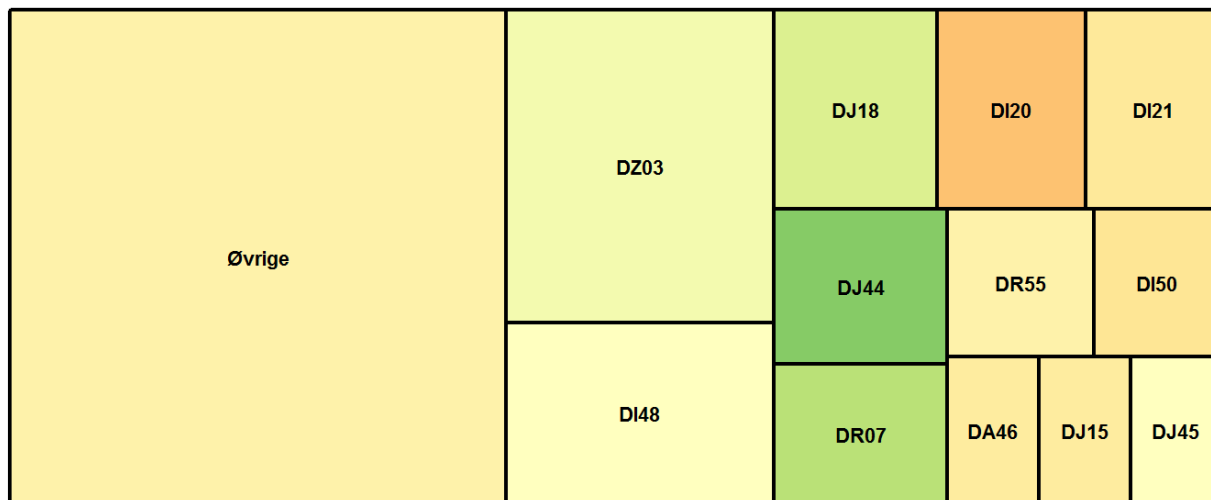 Øvrige
DZ03
DI48
DJ18
DI20
DI21
DJ44
DR55
DI50
DR07
DA46
DJ15
DJ45